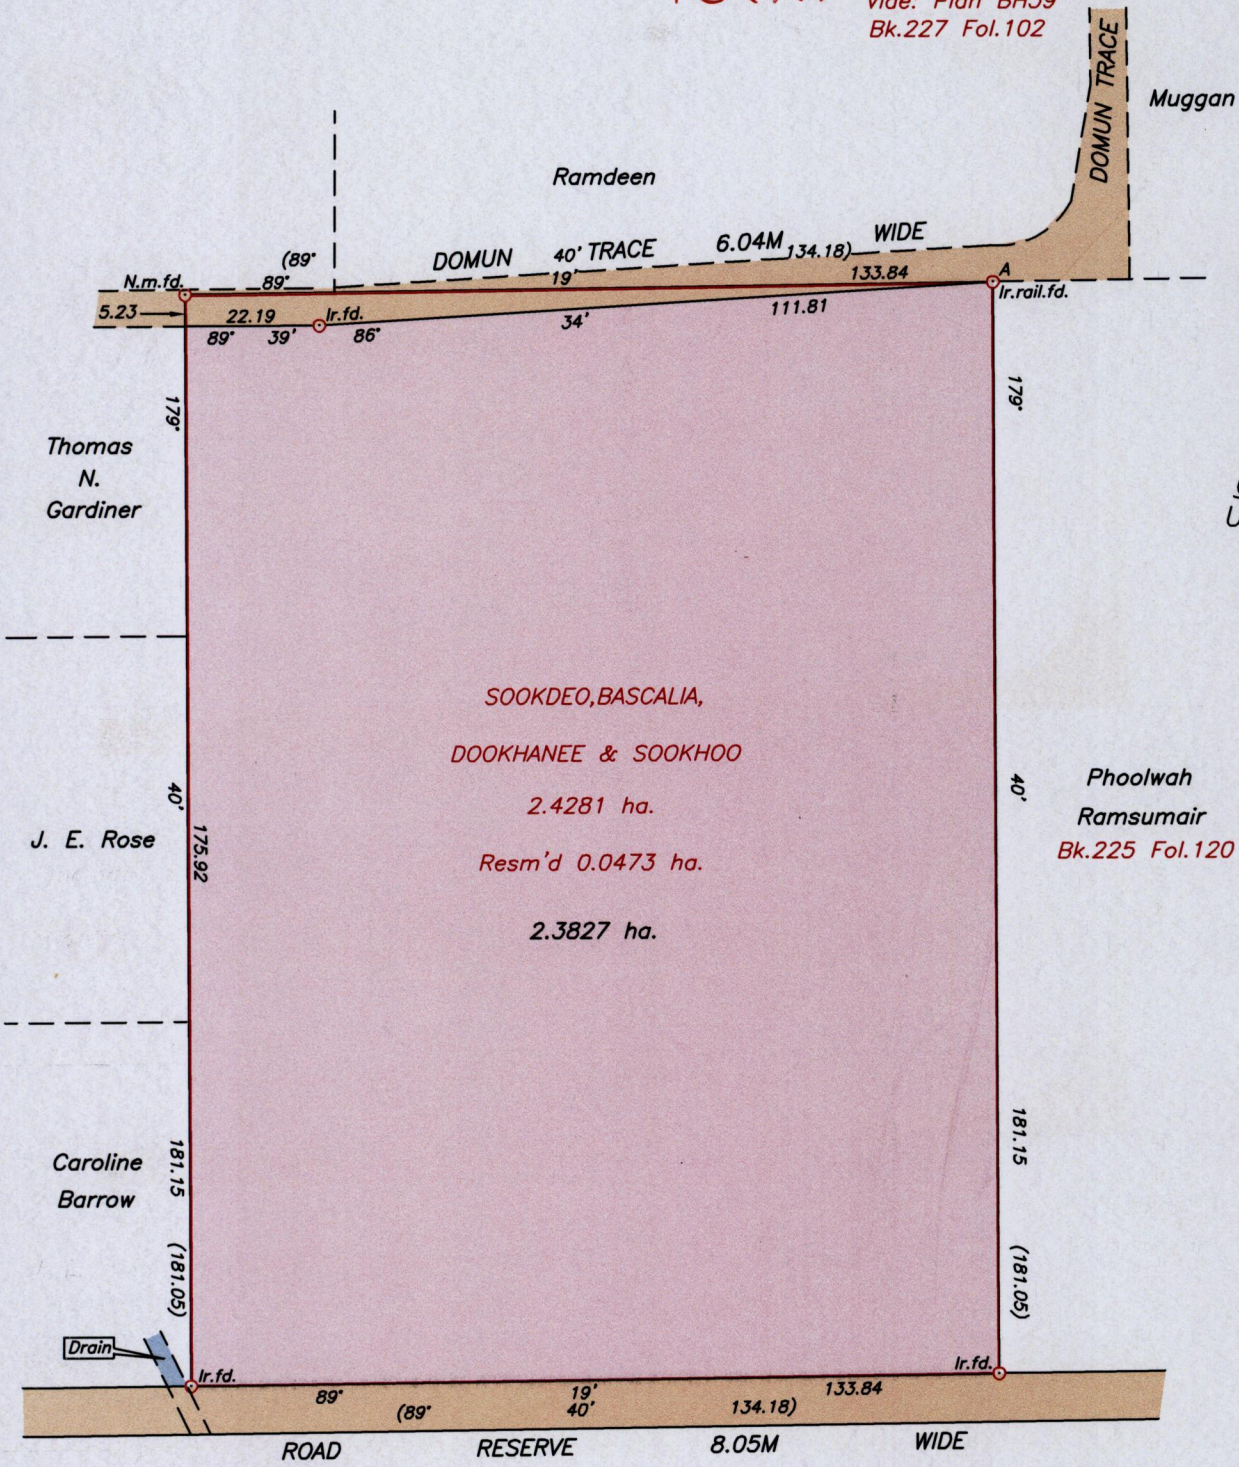 Vide: Plan BH39
Bk.227 Fol.102
DOMUN TRACE
Muggan
Ramdeen
DOMUN TRACE 6.04M WIDE
(89° 40' 134.18)
N.m.fd.
89° 19' 133.84
A
Ir.rail.fd.
5.23
22.19
Ir.fd.
89° 39'
86° 34' 111.81
179°
179°
Thomas
N.
Gardiner
SOOKDEO,BASCALIA,
DOOKHANEE & SOOKHOO
2.4281 ha.
Resm'd 0.0473 ha.
2.3827 ha.
40'
40'
175.92
J. E. Rose
Phoolwah
Ramsumair
Bk.225 Fol.120
Caroline
Barrow
181.15
(181.05)
181.15
(181.05)
Drain
Ir.fd.
Ir.fd.
89° 19' 133.84
(89° 40' 134.18)
ROAD RESERVE 8.05M WIDE